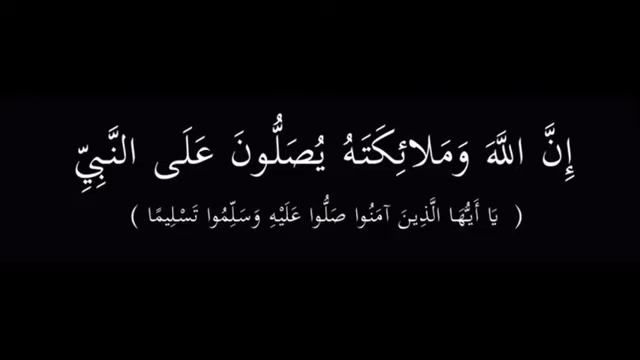 إِنَّ اللَّهَ وَمَلائِكَتَهُ يُصَلُّونَ عَلَى النَّبِيِّ
( يَا أَيُّهَا الَّذِينَ آمَنُوا صَلُّوا عَلَيْهِ وَسَلِّمُوا تَسْلِيمًا )